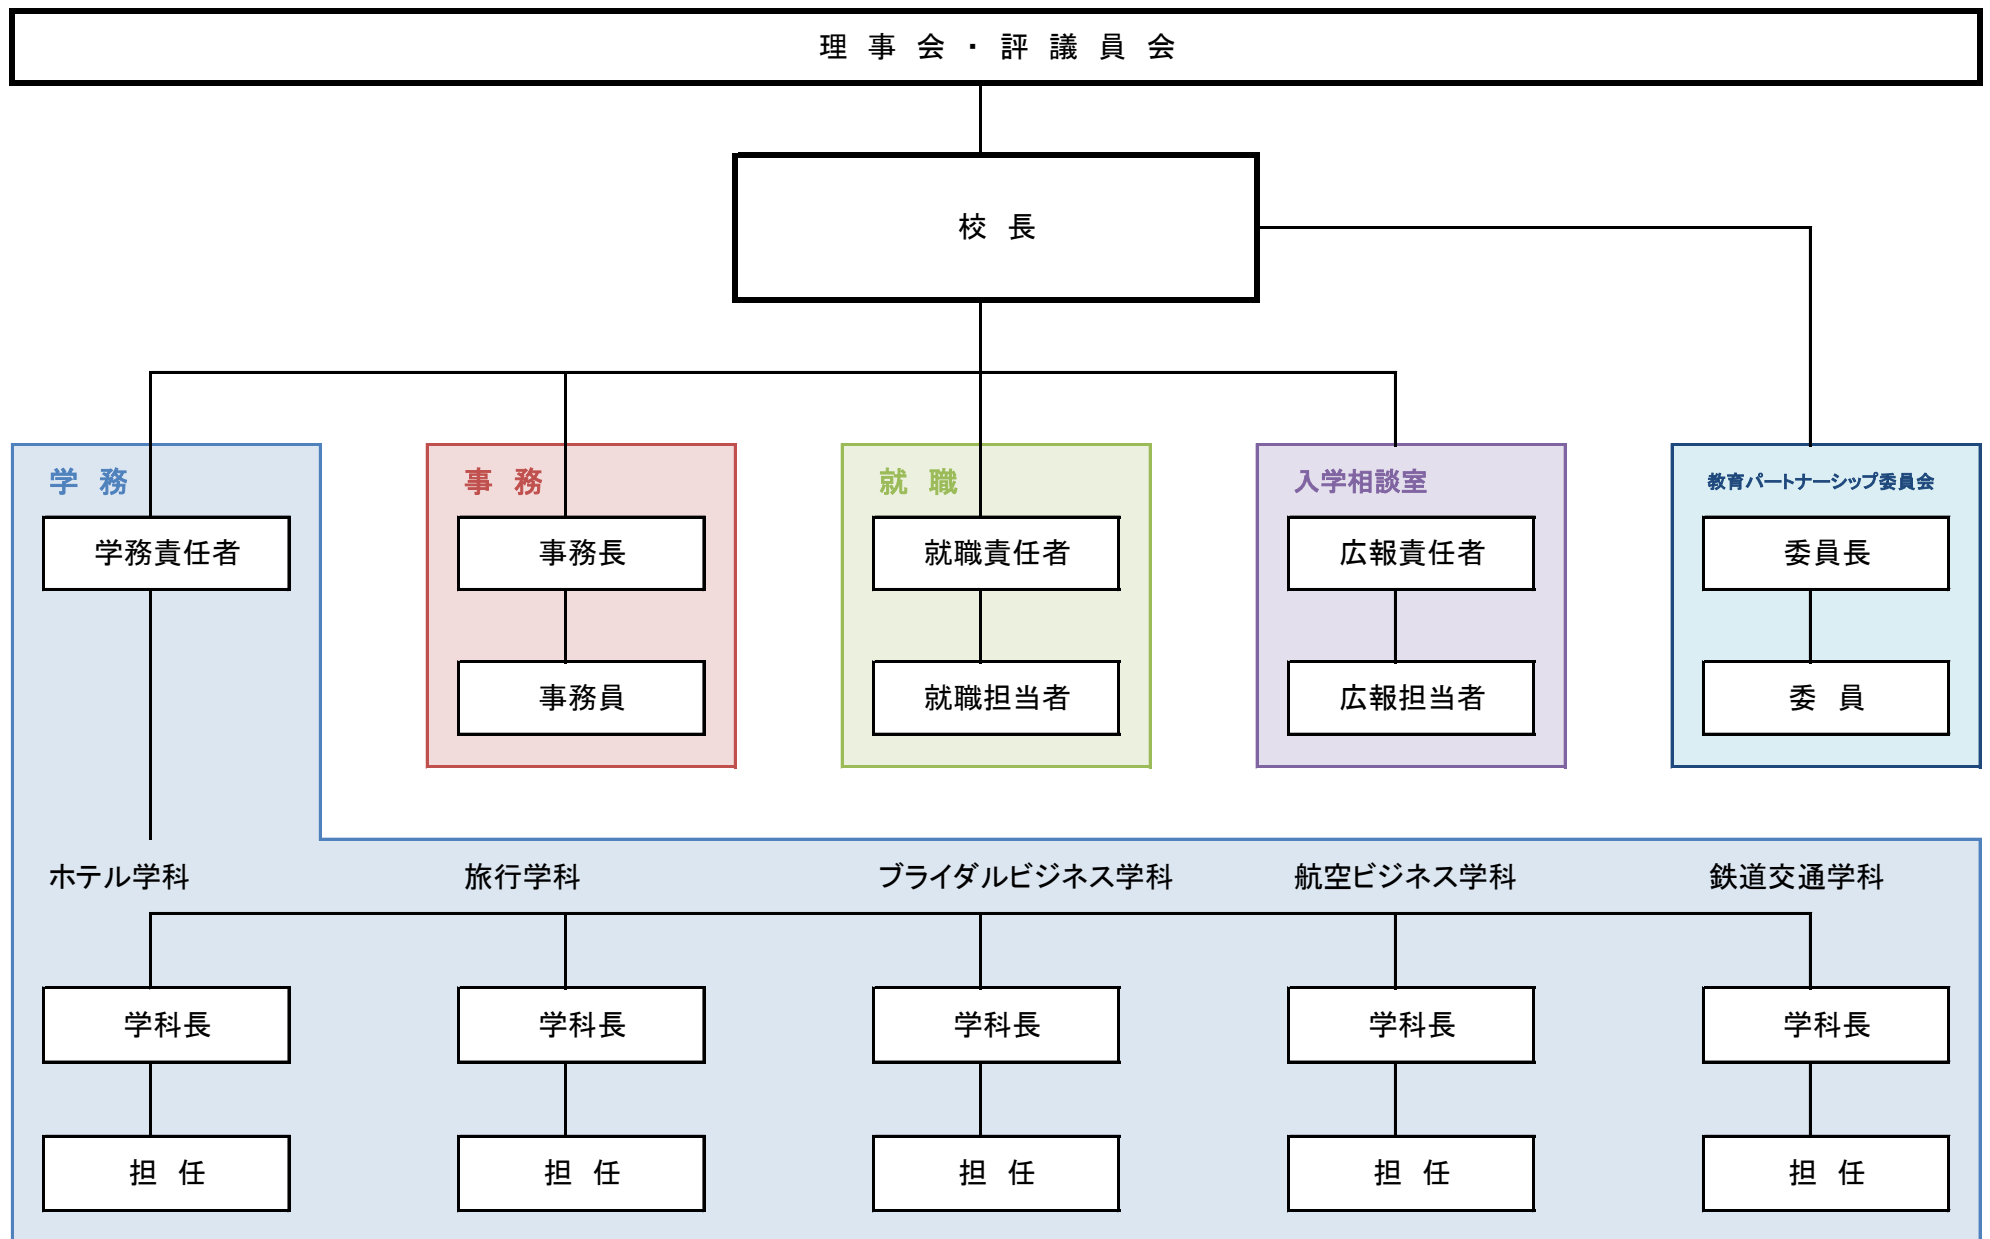 理 事 会 ・ 評 議 員 会
校 長
学 務
事 務
就 職
入学相談室
教育パートナーシップ委員会
学務責任者
事務長
就職責任者
広報責任者
委員長
事務員
就職担当者
広報担当者
委 員
ホテル学科
旅行学科
ブライダルビジネス学科
航空ビジネス学科
鉄道交通学科
学科長
学科長
学科長
学科長
学科長
担 任
担 任
担 任
担 任
担 任